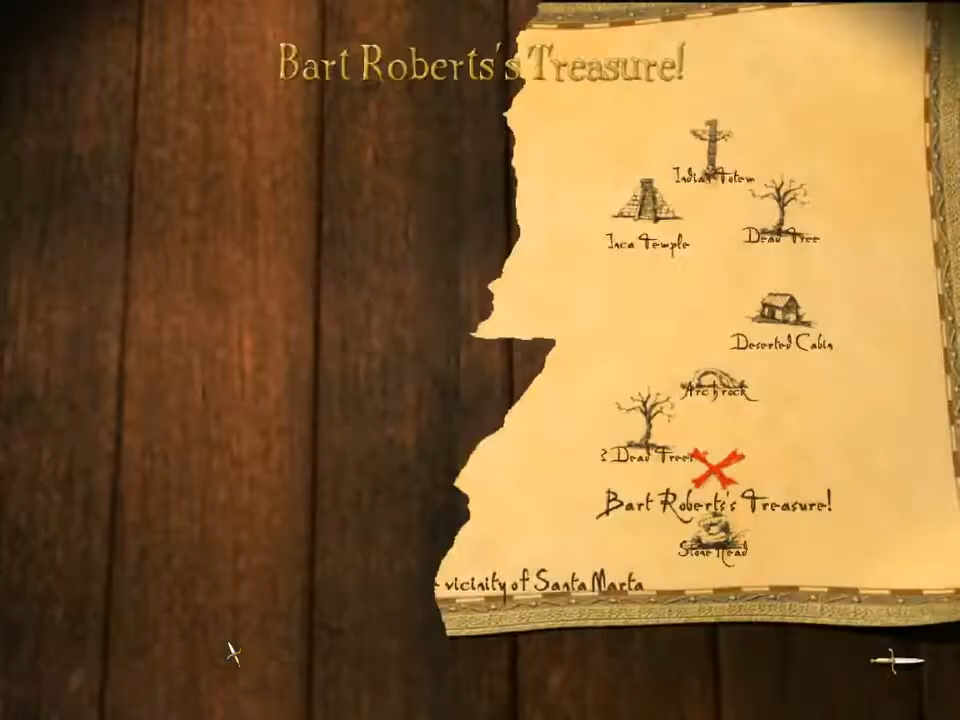 Bart Roberts's Treasure!
Indian Totem
Inca Temple
Dead Tree
Deserted Cabin
Arch rock
3 Dead Trees
Bart Roberts's Treasure!
Stone Head
vicinity of Santa Marta